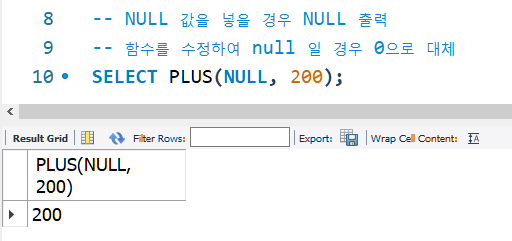 8 -- NULL 값을 넣을 경우 NULL 출력
9 -- 함수를 수정하여 null 일 경우 0으로 대체
10 SELECT PLUS(NULL, 200);
Result Grid Filter Rows: Export: Wrap Cell Content:
PLUS(NULL,
200)
200